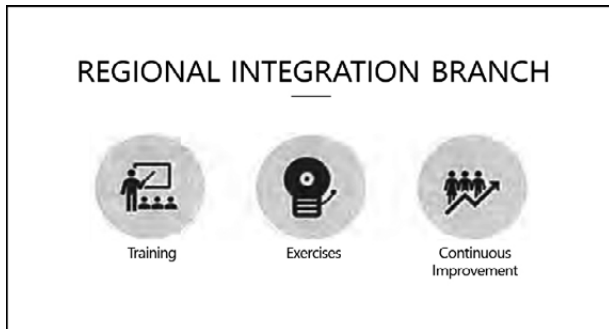 REGIONAL INTEGRATION BRANCH
Training
Exercises
Continuous
Improvement